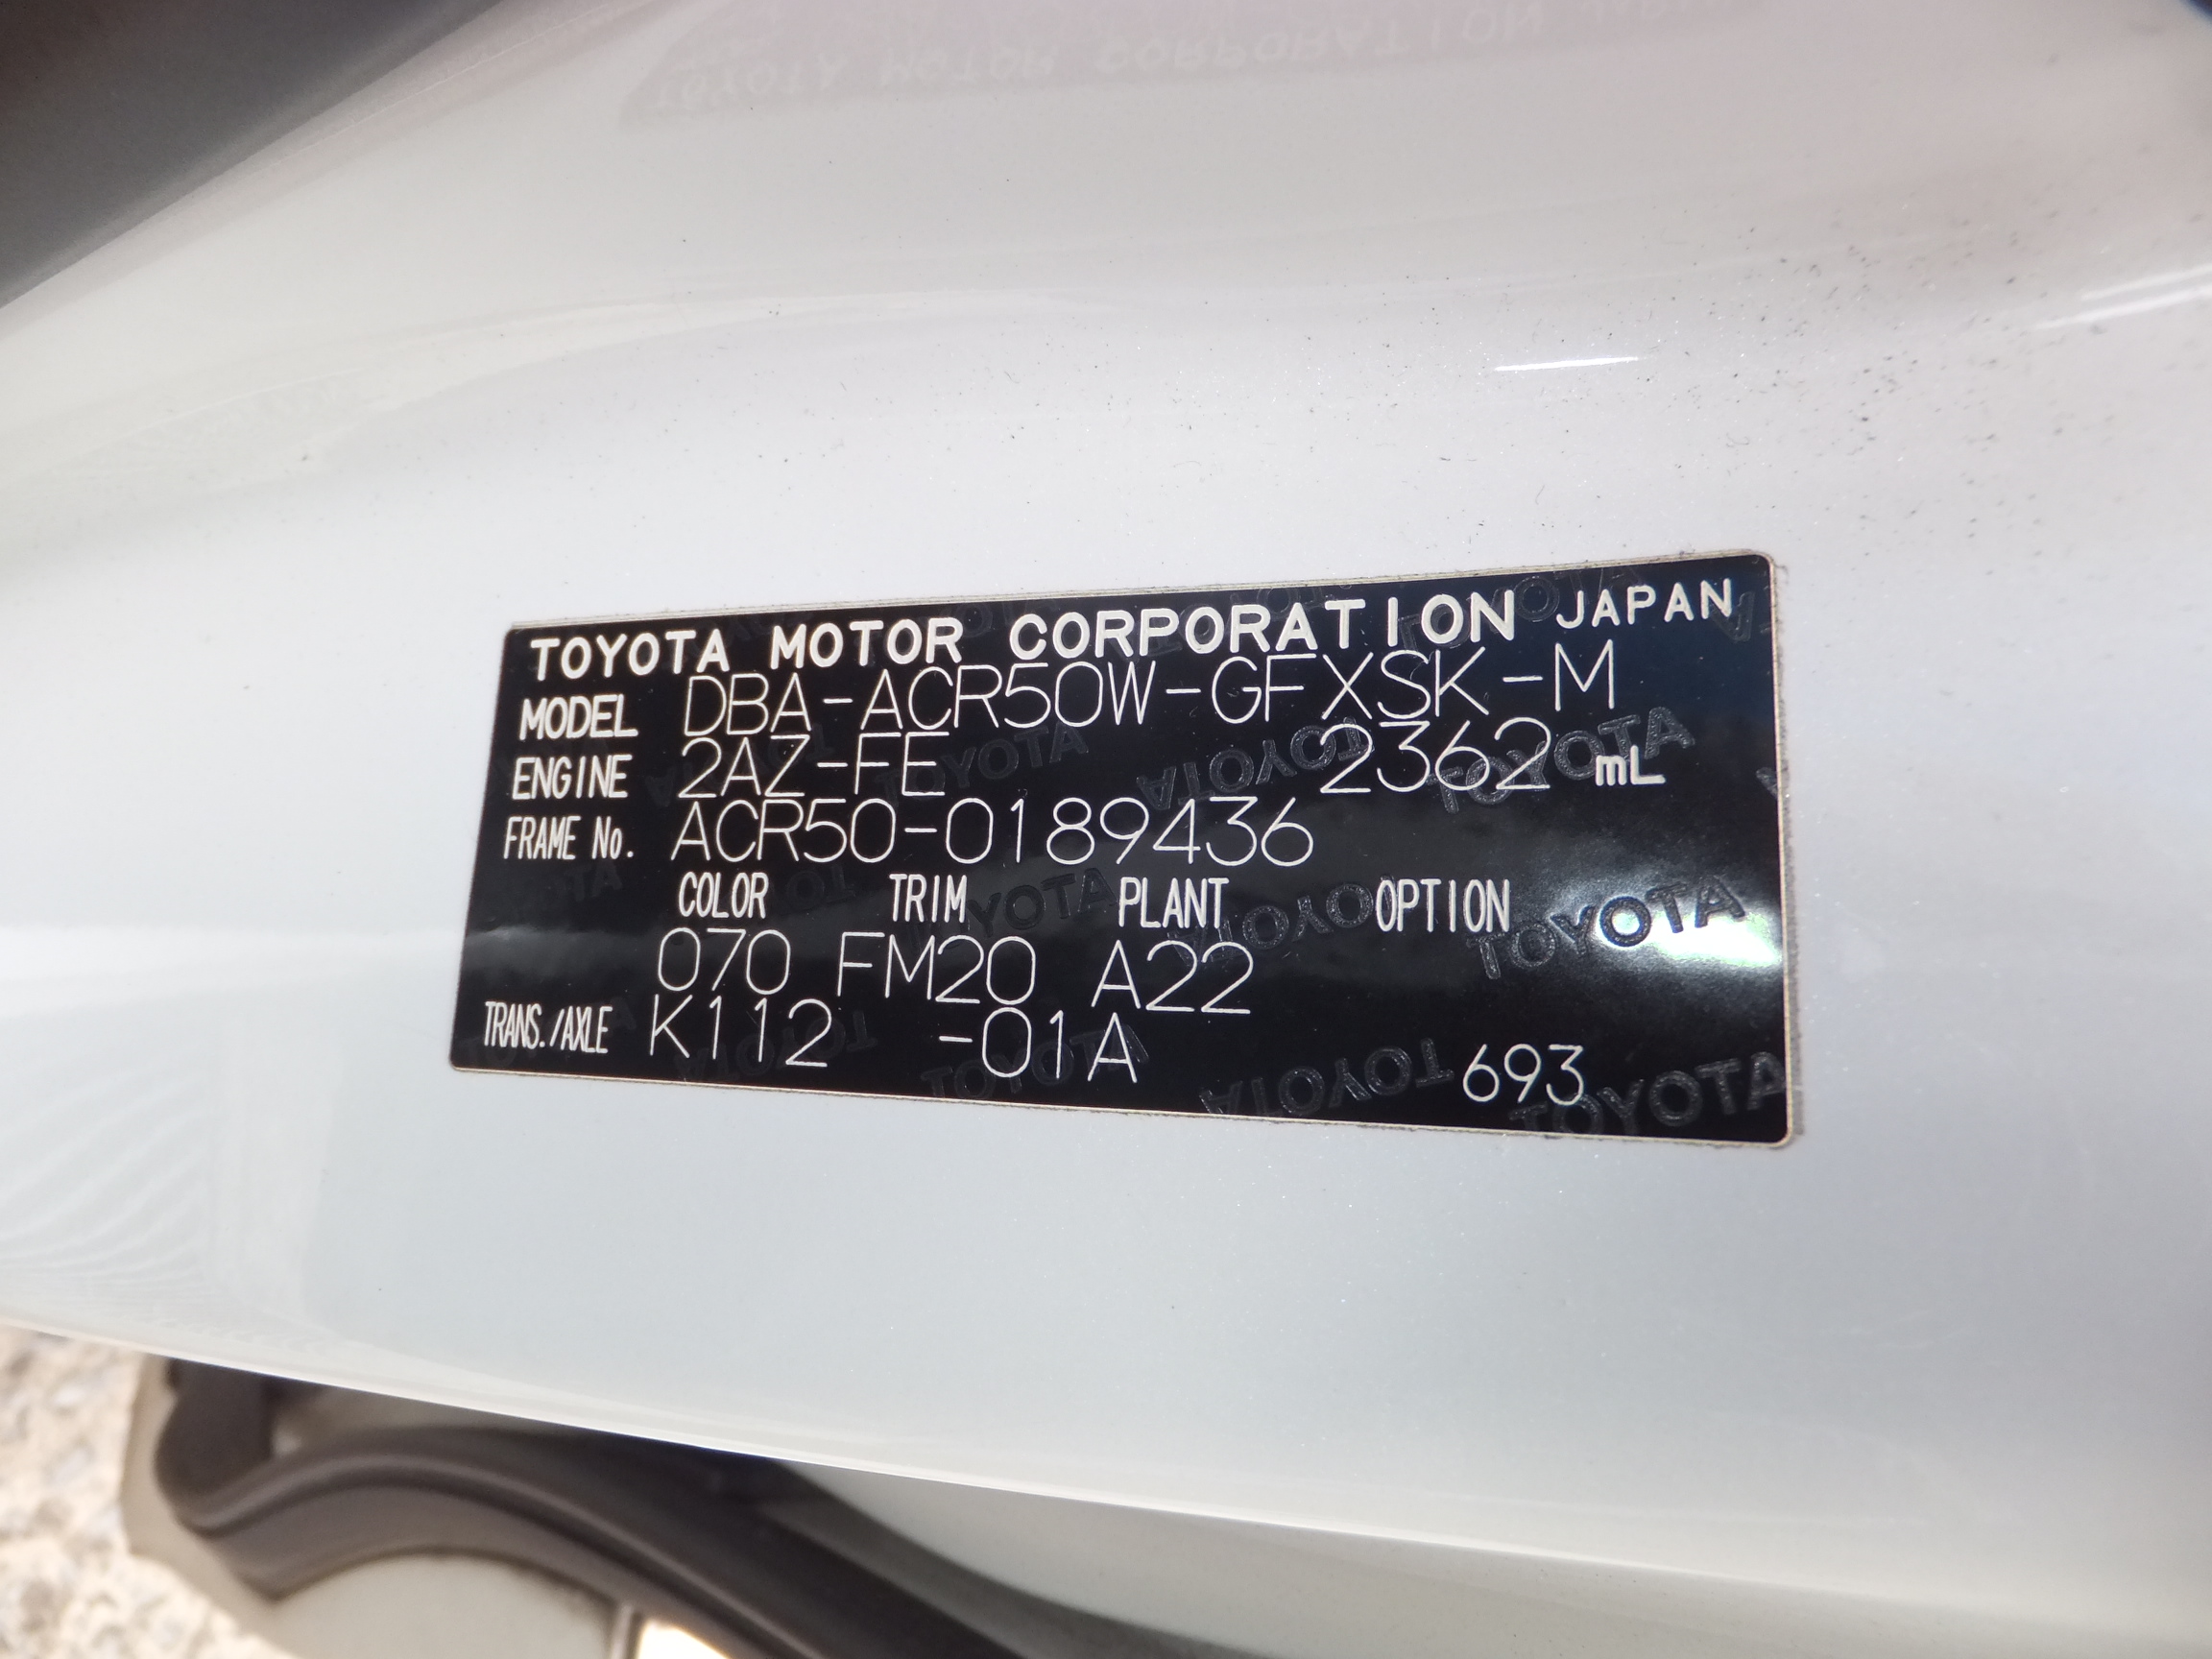 TOYOTA MOTOR CORPORATION JAPAN
MODEL DBA-ACR50W-GFXSK-M
ENGINE 2AZ-FE 2362 mL
FRAME No. ACR50-0189436
COLOR TRIM PLANT OPTION
070 FM20 A22
TRANS./AXLE K112 -01A 693